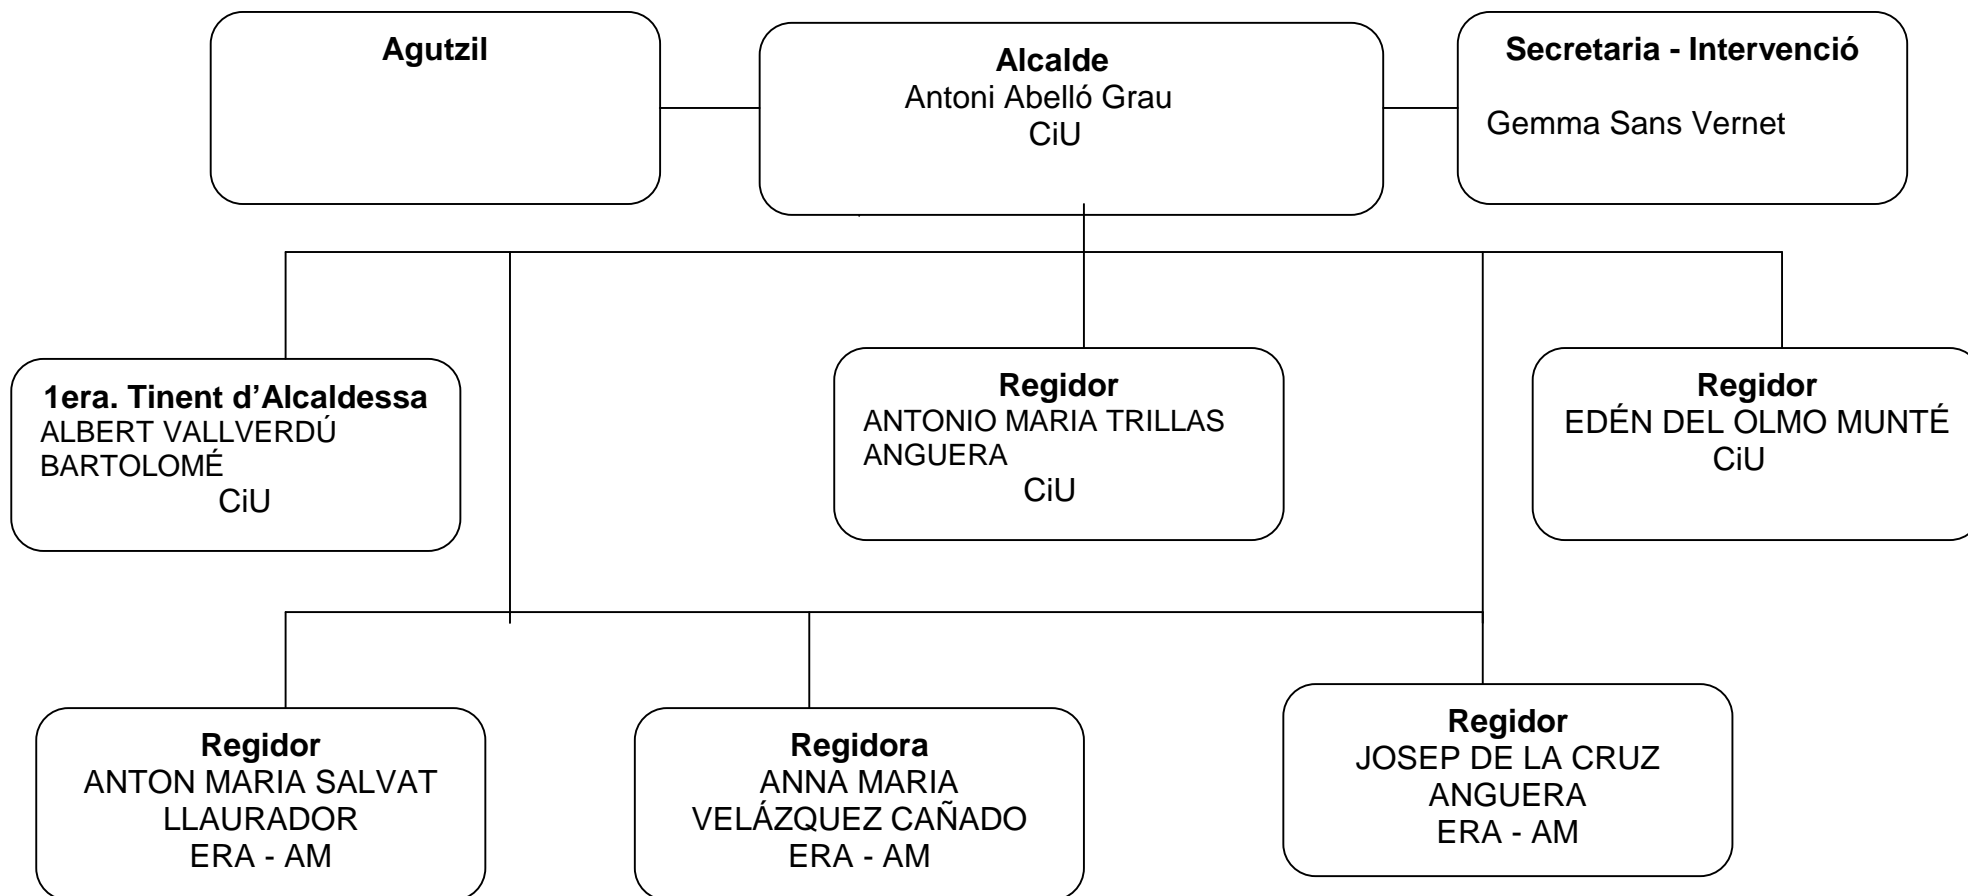 Agutzil
Alcalde
Antoni Abelló Grau
CiU
Secretaria - Intervenció
Gemma Sans Vernet
1era. Tinent d’Alcaldessa
ALBERT VALLVERDÚ
BARTOLOMÉ
CiU
Regidor
ANTONIO MARIA TRILLAS
ANGUERA
CiU
Regidor
EDÉN DEL OLMO MUNTÉ
CiU
Regidor
ANTON MARIA SALVAT
LLAURADOR
ERA - AM
Regidora
ANNA MARIA
VELÁZQUEZ CAÑADO
ERA - AM
Regidor
JOSEP DE LA CRUZ
ANGUERA
ERA - AM